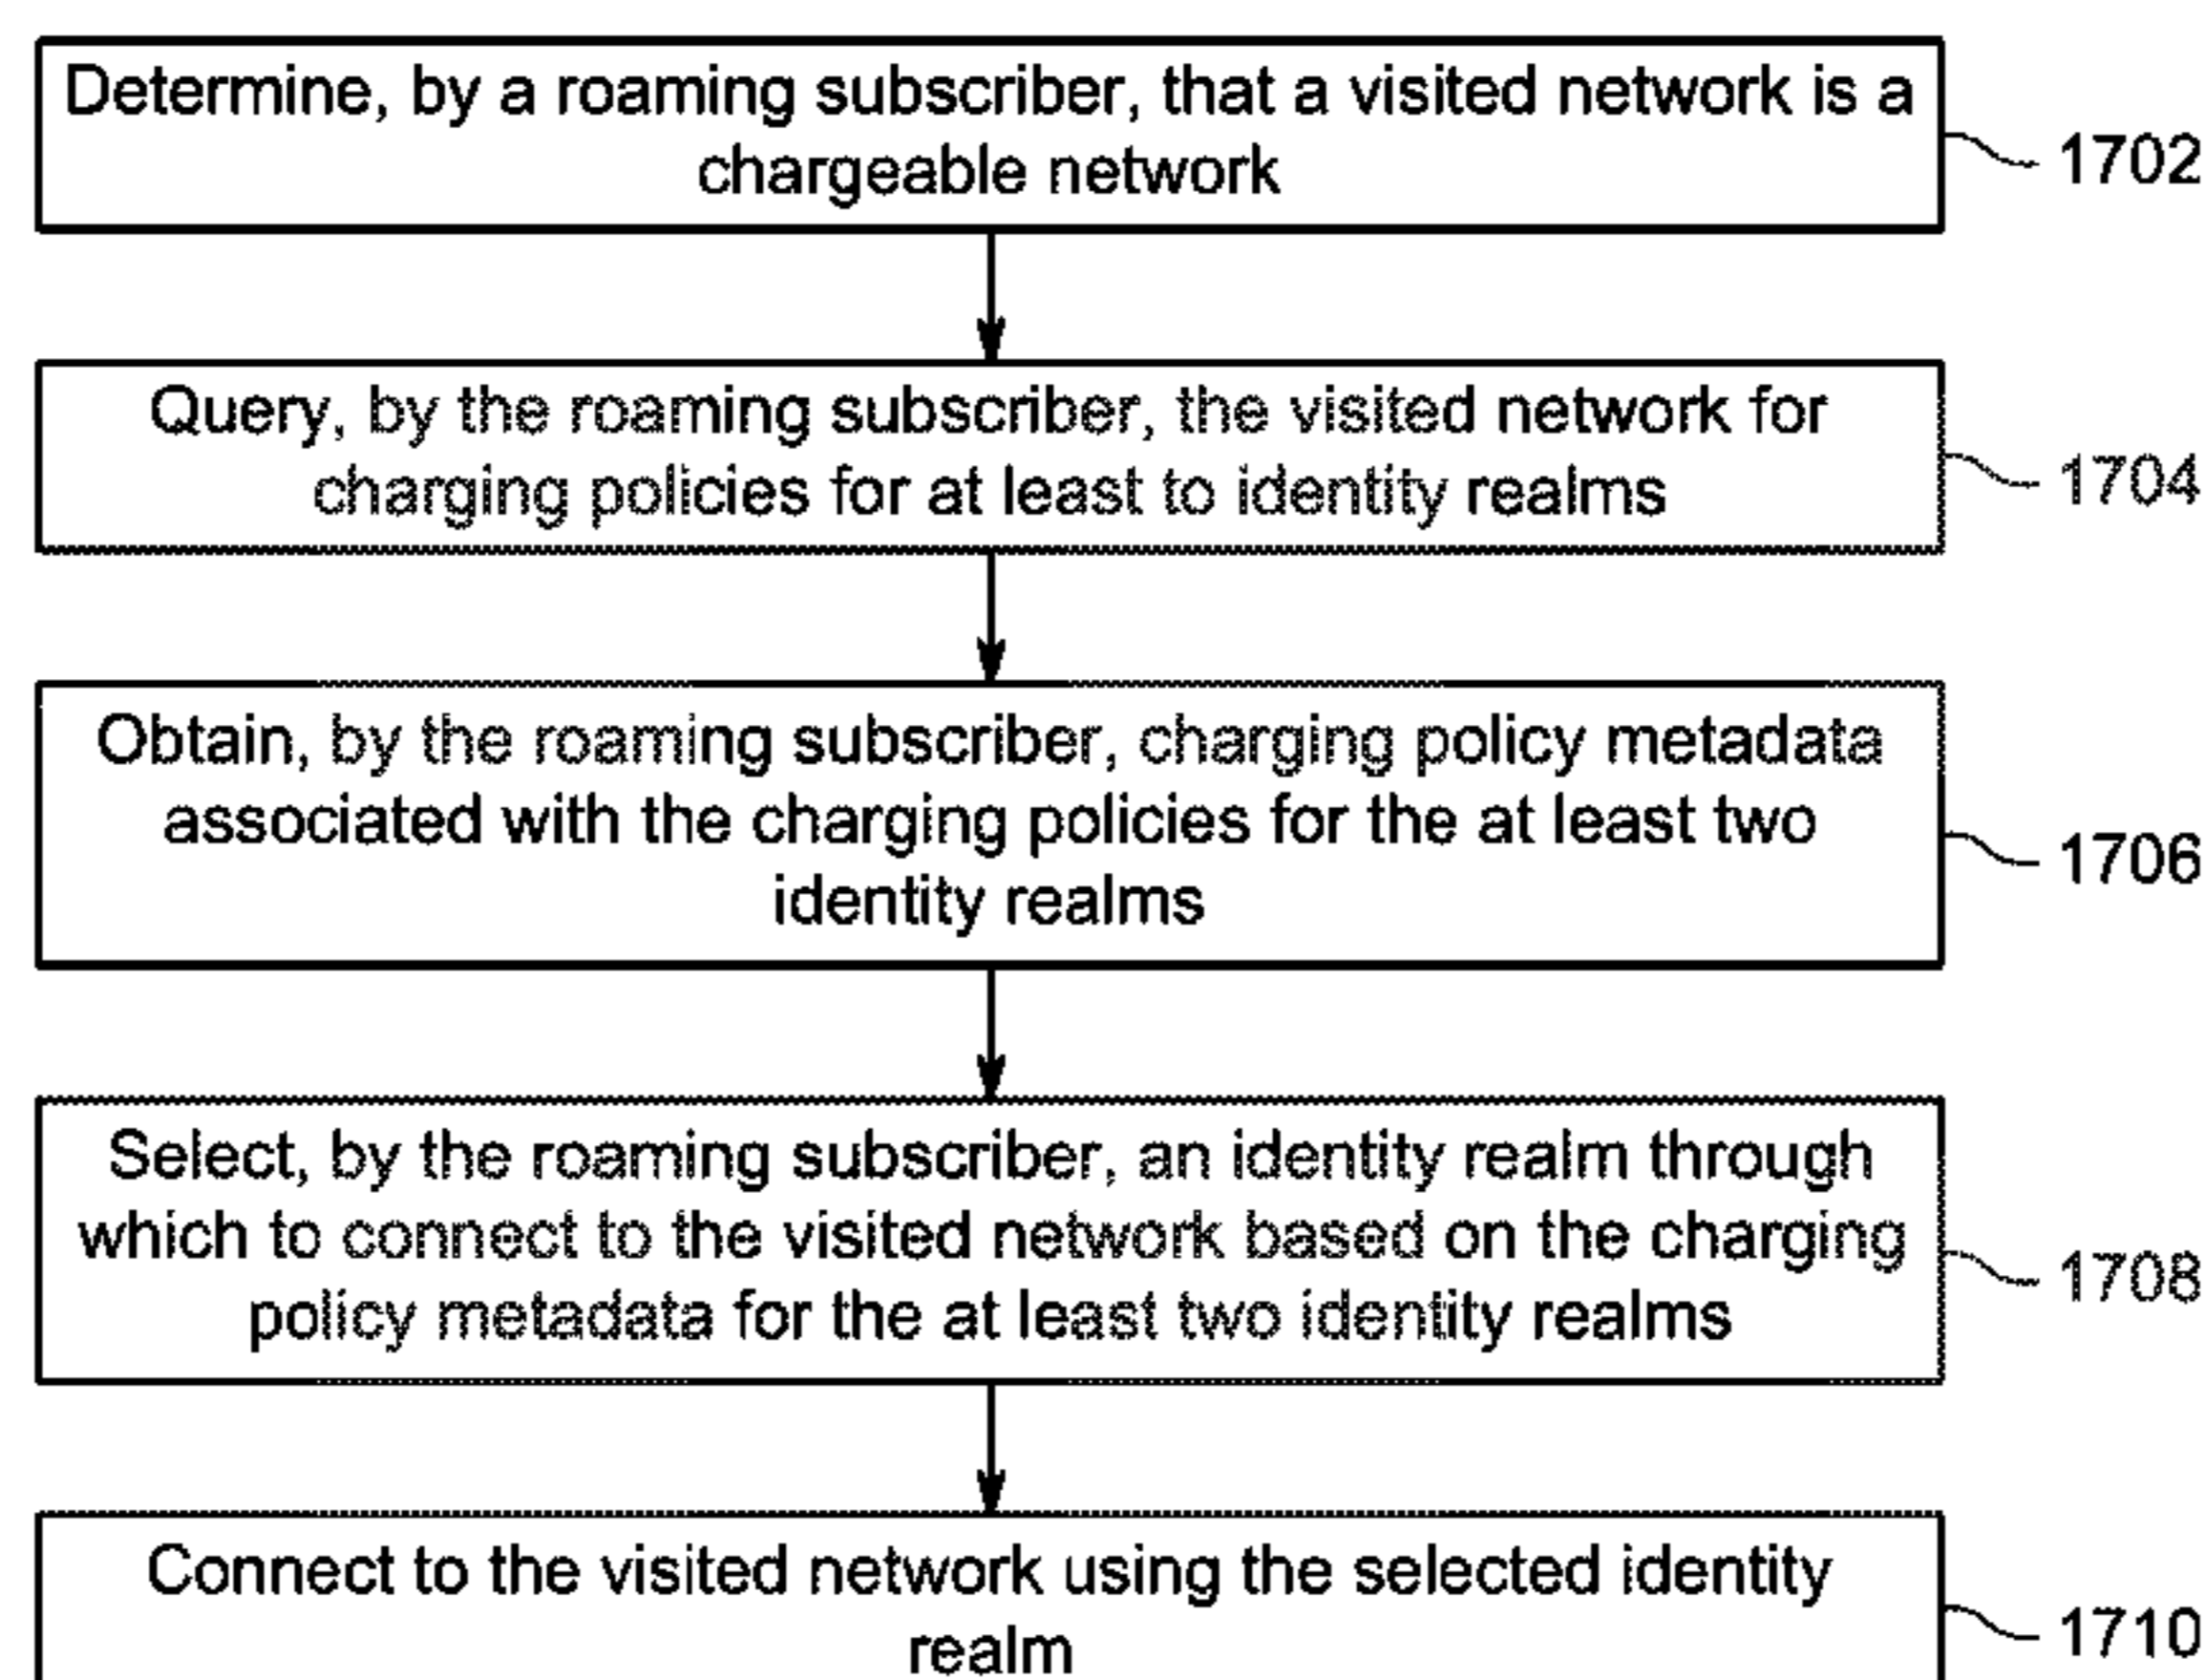 Determine, by a roaming subscriber, that a visited network is a
chargeable network
1702
Query, by the roaming subscriber, the visited network for
charging policies for at least to identity realms
1704
Obtain, by the roaming subscriber, charging policy metadata
associated with the charging policies for the at least two
identity realms
1706
Select, by the roaming subscriber, an identity realm through
which to connect to the visited network based on the charging
policy metadata for the at least two identity realms
1708
Connect to the visited network using the selected identity
realm
1710